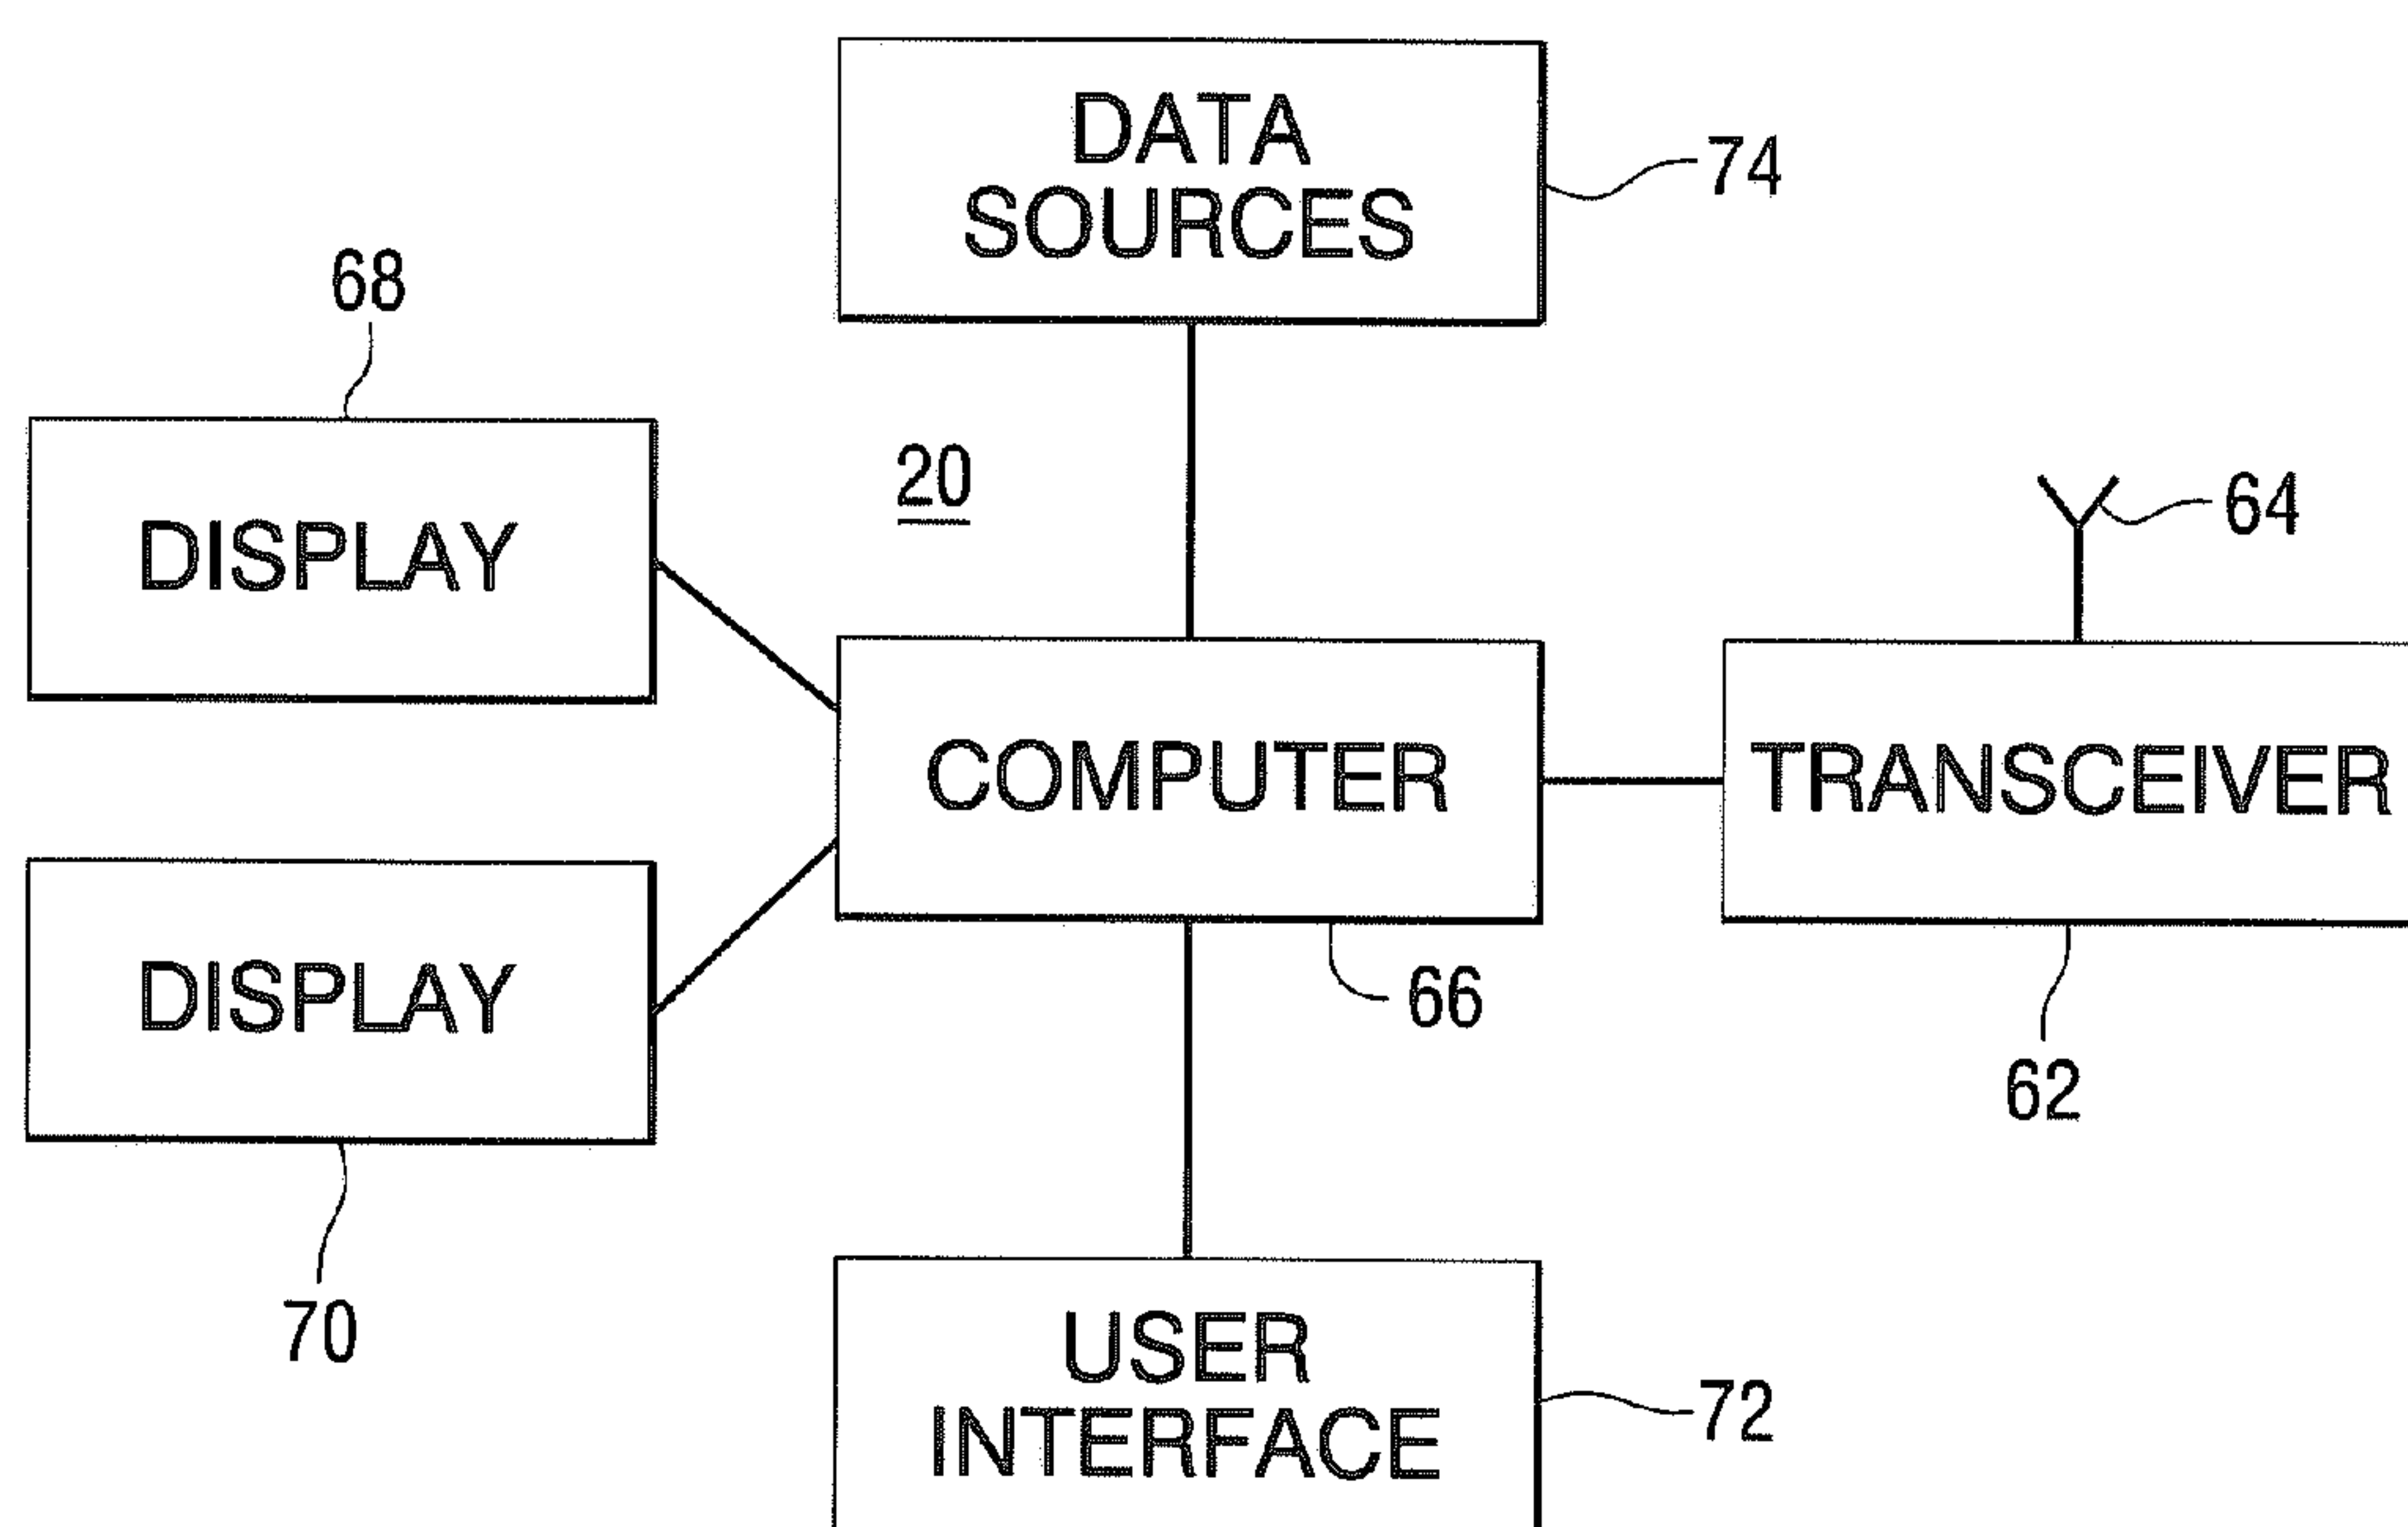 DATA
SOURCES
74
68
20
64
DISPLAY
COMPUTER
TRANSCEIVER
DISPLAY
66
62
70
USER
INTERFACE
72